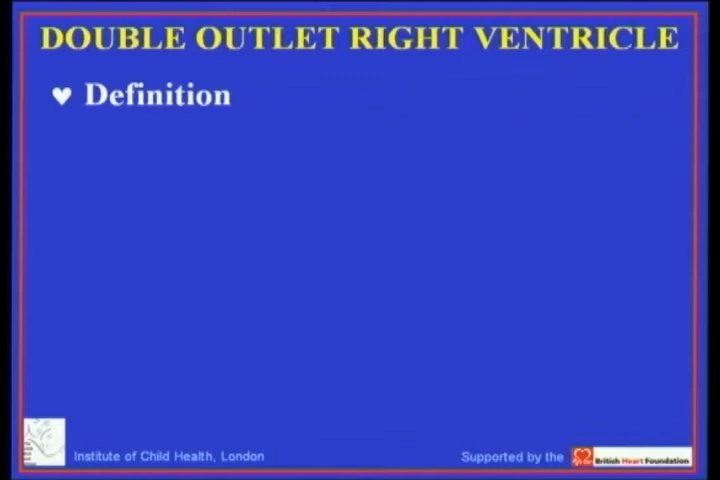 DOUBLE OUTLET RIGHT VENTRICLE
♥ Definition
Institute of Child Health, London
Supported by the
British Heart Foundation